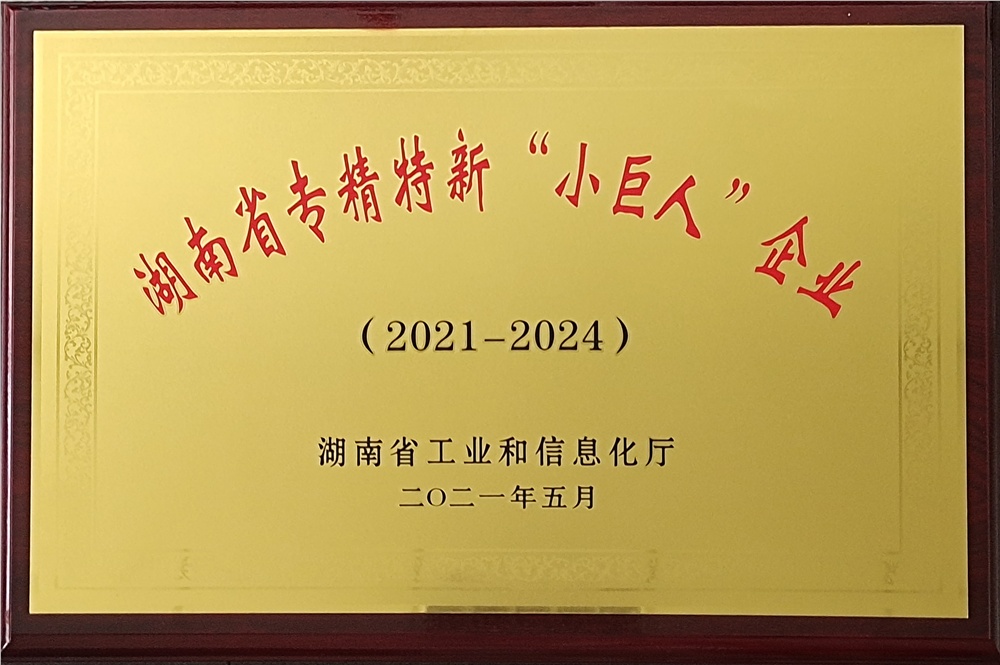 湖南省专精特新“小巨人”企业
（2021-2024）
湖南省工业和信息化厅
二〇二一年五月